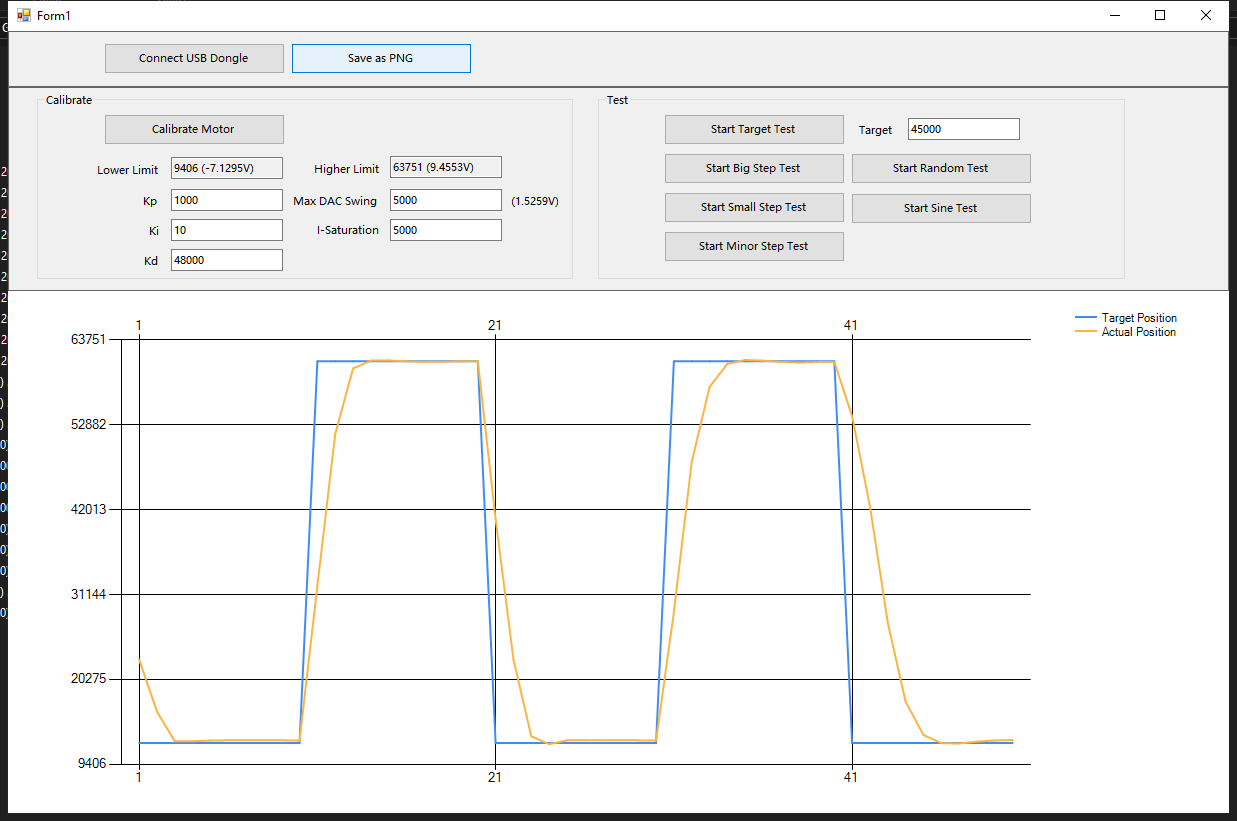 Form1
Connect USB Dongle
Save as PNG
Calibrate
Calibrate Motor
Lower Limit 9406 (-7.1295V) Higher Limit 63751 (9.4553V)
Kp 1000 Max DAC Swing 5000 (1.5259V)
Ki 10 I-Saturation 5000
Kd 48000
Test
Start Target Test Target 45000
Start Big Step Test Start Random Test
Start Small Step Test Start Sine Test
Start Minor Step Test
Target Position
Actual Position
1 21 41
63751
52882
42013
31144
20275
9406
1 21 41